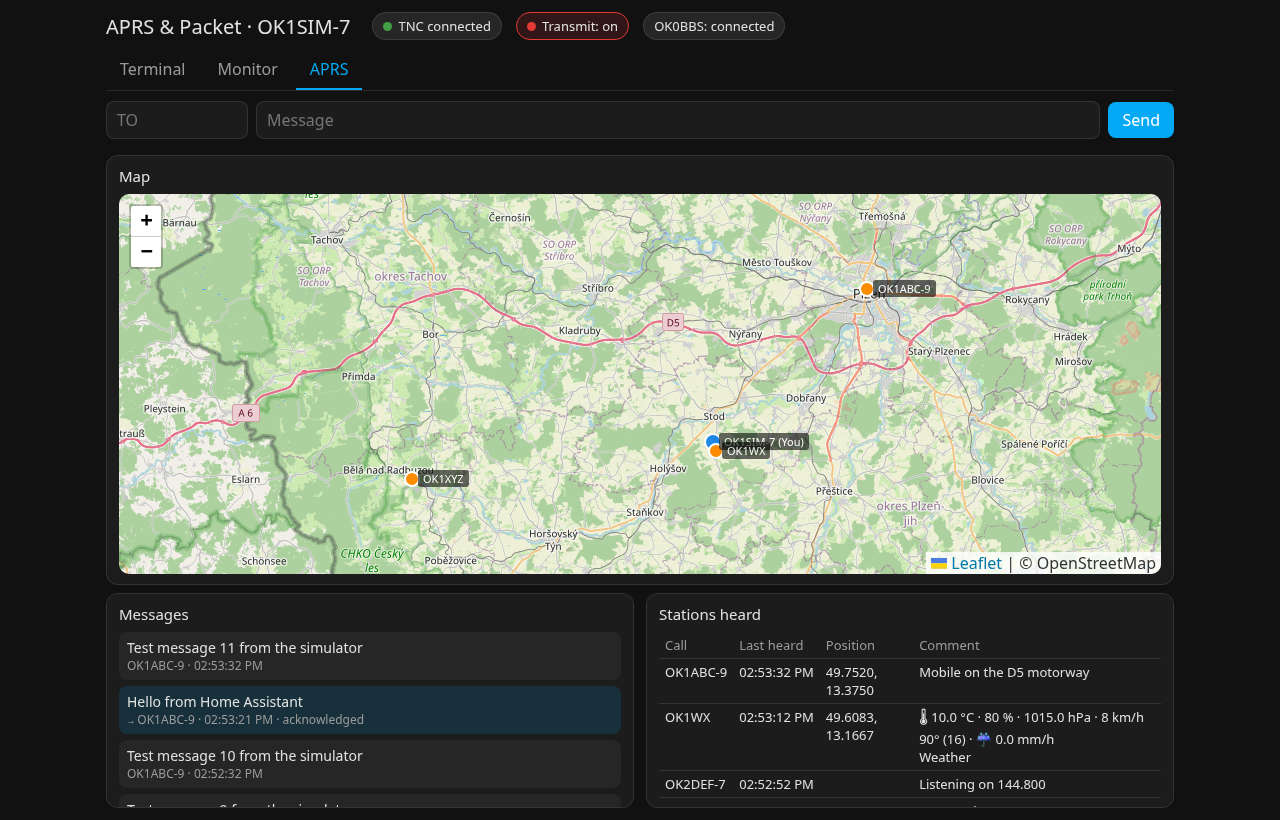 APRS & Packet · OK1SIM-7
TNC connected
Transmit: on
OK0BBS: connected
Terminal
Monitor
APRS
TO
Message
Send
Map
+
−
Bärnau
Tachov
SO ORP
Tachov
okres Tachov
Černošín
SO ORP
Stříbro
Stříbro
Kladruby
Bor
Přimda
D5
A 6
Pleystein
Eslarn
Schönsee
Bělá nad Radbuzou
OK1XYZ
CHKO Český
les
Poběžovice
Horšovský
Týn
Staňkov
Holýšov
Stod
OK1SIM-7 (You)
OK1WX
Dobřany
Přeštice
okres Plzeň-
jih
Nýřany
Město Touškov
SO ORP
Nýřany
Třemošná
OK1ABC-9
Starý Plzenec
Rokycany
SO ORP
Rokycany
Mýto
přírodní
park Trhoň
Hrádek
Mirošov
Spálené Poříčí
Blovice
Leaflet | © OpenStreetMap
Messages
Test message 11 from the simulator
OK1ABC-9 · 02:53:32 PM
Hello from Home Assistant
→ OK1ABC-9 · 02:53:21 PM · acknowledged
Test message 10 from the simulator
OK1ABC-9 · 02:52:32 PM
Stations heard
Call Last heard Position Comment
OK1ABC-9 02:53:32 PM 49.7520, 13.3750 Mobile on the D5 motorway
OK1WX 02:53:12 PM 49.6083, 13.1667 🌡 10.0 °C · 80 % · 1015.0 hPa · 8 km/h
90° (16) · ☔ 0.0 mm/h
Weather
OK2DEF-7 02:52:52 PM Listening on 144.800